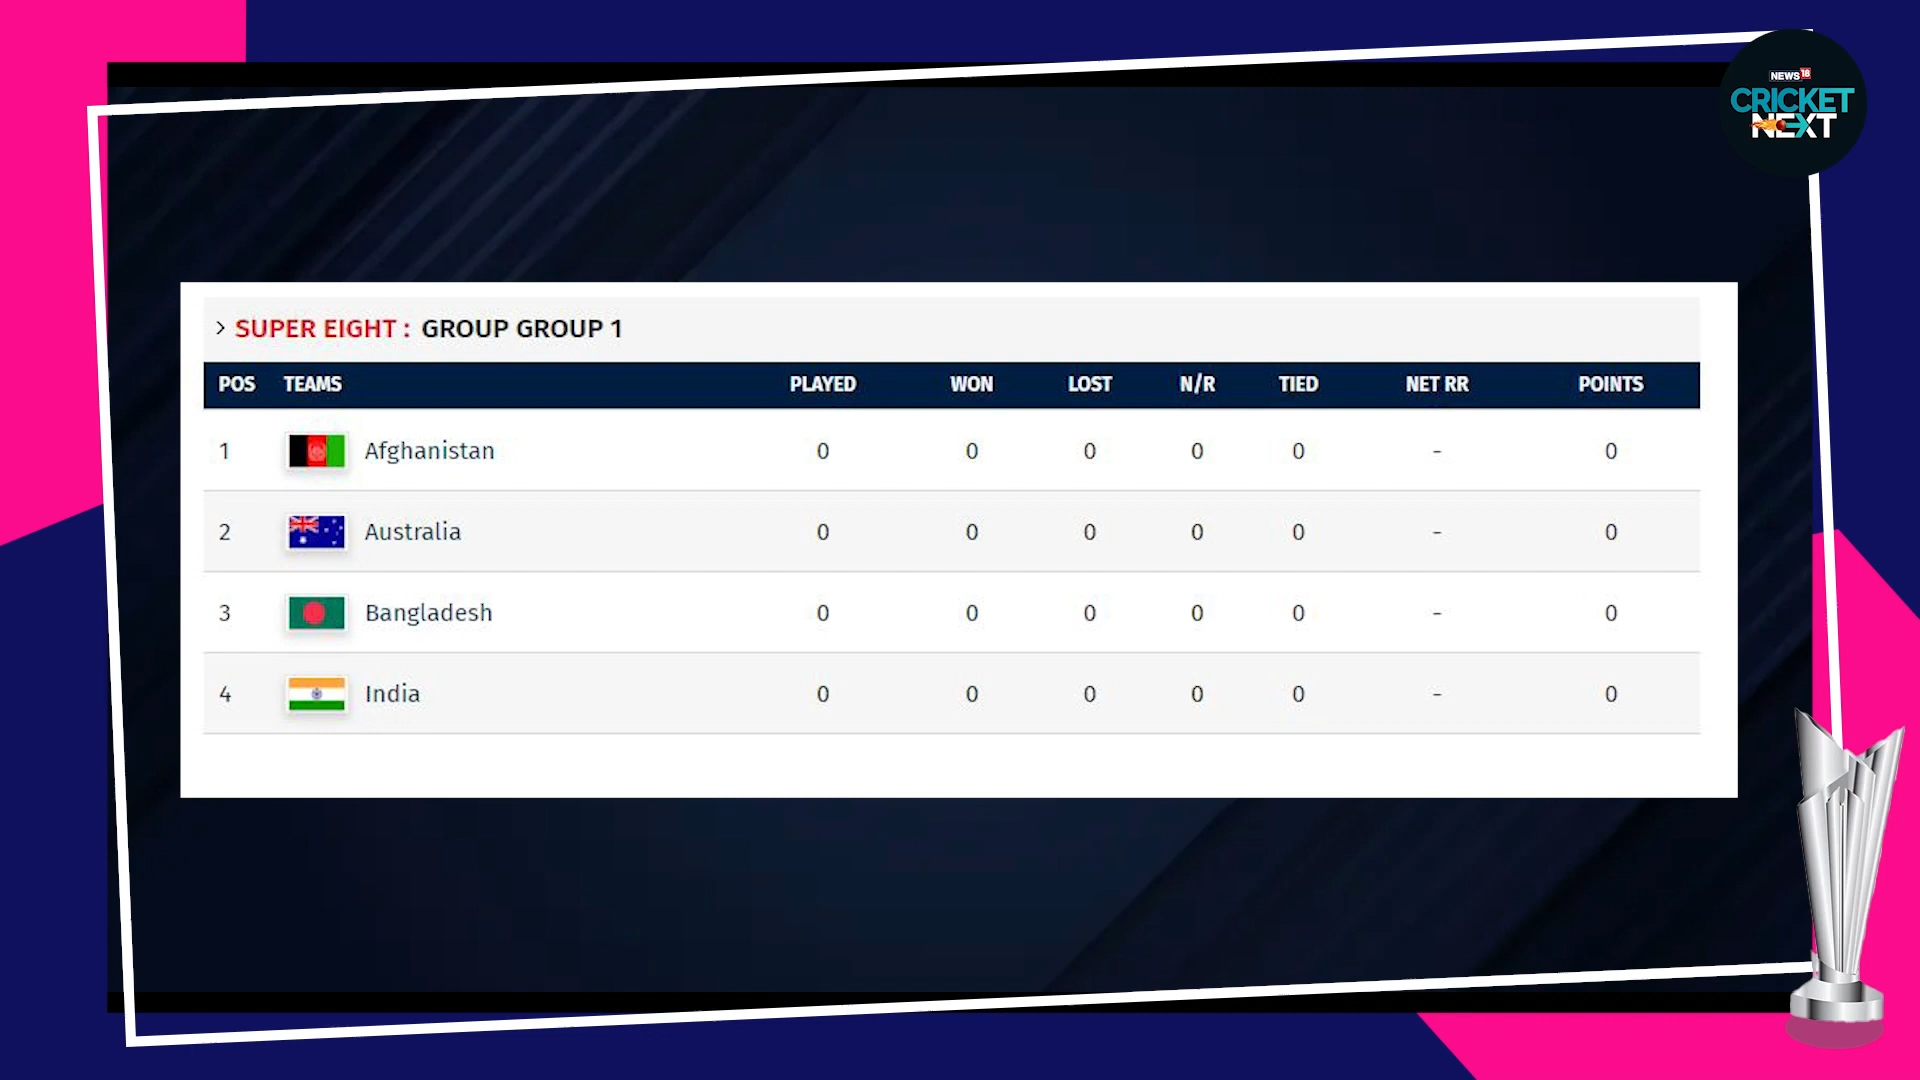 NEWS18
CRICKET
NEXT
> SUPER EIGHT : GROUP GROUP 1
POS TEAMS PLAYED WON LOST N/R TIED NET RR POINTS
1 Afghanistan 0 0 0 0 0 - 0
2 Australia 0 0 0 0 0 - 0
3 Bangladesh 0 0 0 0 0 - 0
4 India 0 0 0 0 0 - 0